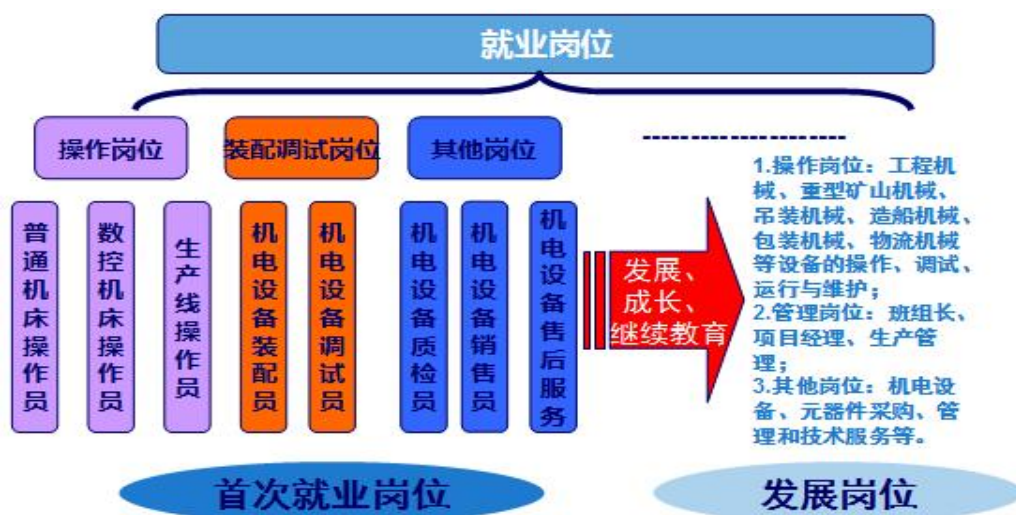 就业岗位
操作岗位
装配调试岗位
其他岗位
普通机床操作员
数控机床操作员
生产线操作员
机电设备装配员
机电设备调试员
机电设备质检员
机电设备销售员
机电设备售后服务
发展、
成长、
继续教育
1.操作岗位：工程机
械、重型矿山机械、
吊装机械、造船机械、
包装机械、物流机械
等设备的操作、调试、
运行与维护；
2.管理岗位：班组长、
项目经理、生产管
理；
3.其他岗位：机电设
备、元器件采购、管
理和技术服务等。
首次就业岗位
发展岗位